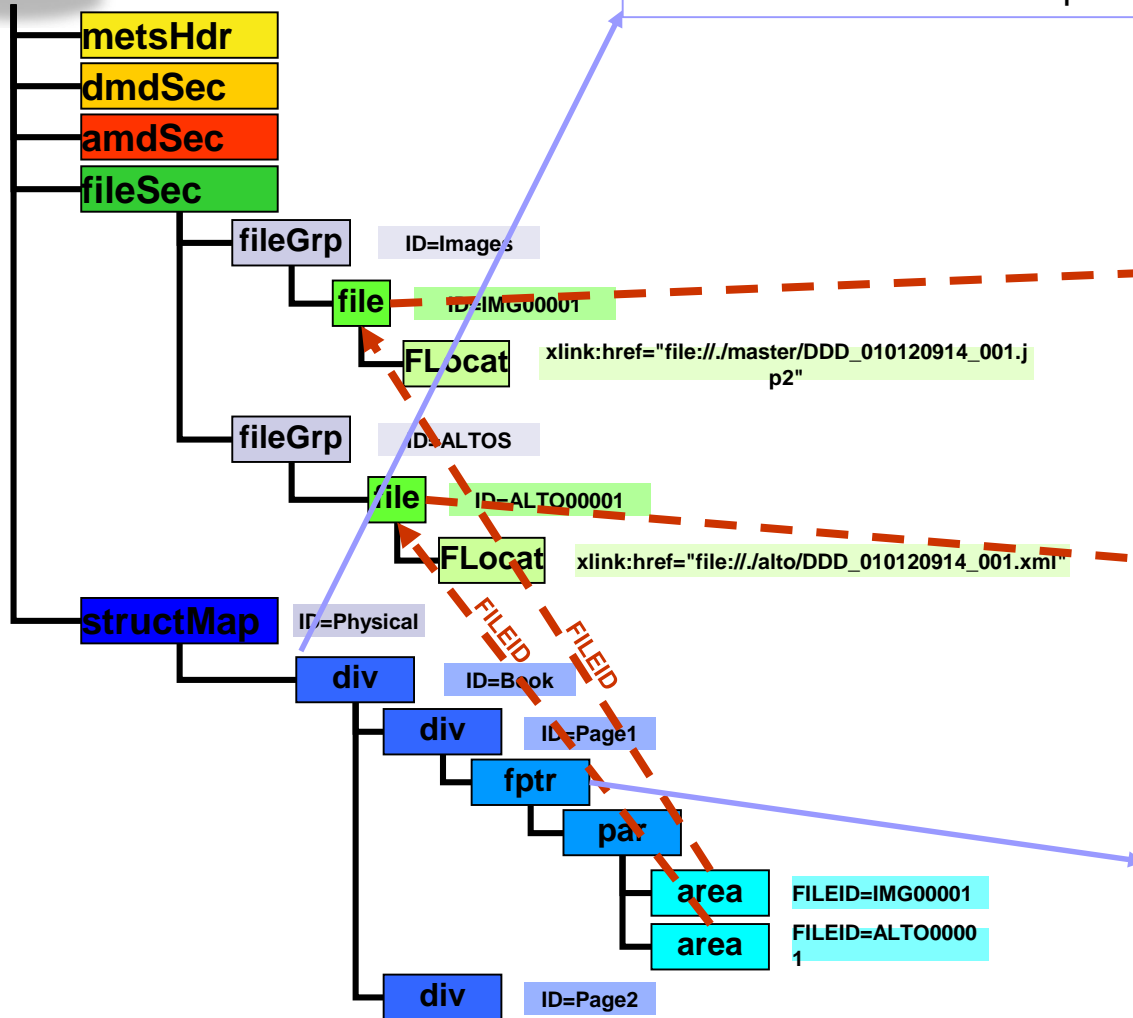 metsHdr
dmdSec
amdSec
fileSec
fileGrp
ID=Images
file
ID=IMG00001
FLocat
xlink:href="file://./master/DDD_010120914_001.j
p2"
fileGrp
ID=ALTOS
file
ID=ALTO00001
FLocat
xlink:href="file://./alto/DDD_010120914_001.xml"
FILEID
FILEID
structMap
ID=Physical
div
ID=Book
div
ID=Page1
fptr
par
area
FILEID=IMG00001
area
FILEID=ALTO0000
1
div
ID=Page2